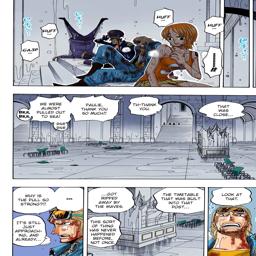 HUFF
HUFF
HUFF
GASP
THAT
WAS
CLOSE...
TH-THANK
YOU.
PAULIE,
THANK YOU
SO MUCH!!
WE WERE
ALMOST
PULLED OUT
TO SEA!
LOOK AT
THAT.
THE TIMETABLE
THAT WAS
BUILT INTO THAT
POST...
...GOT
RIPPED
AWAY BY
THE WAVES.
THIS SORT OF
THING HAS
NEVER
HAPPENED
BEFORE,
NOT ONCE
...
WHY IS
THE PULL
SO STRONG?!
IT'S STILL
JUST
APPROACH-
ING, AND
ALREADY...